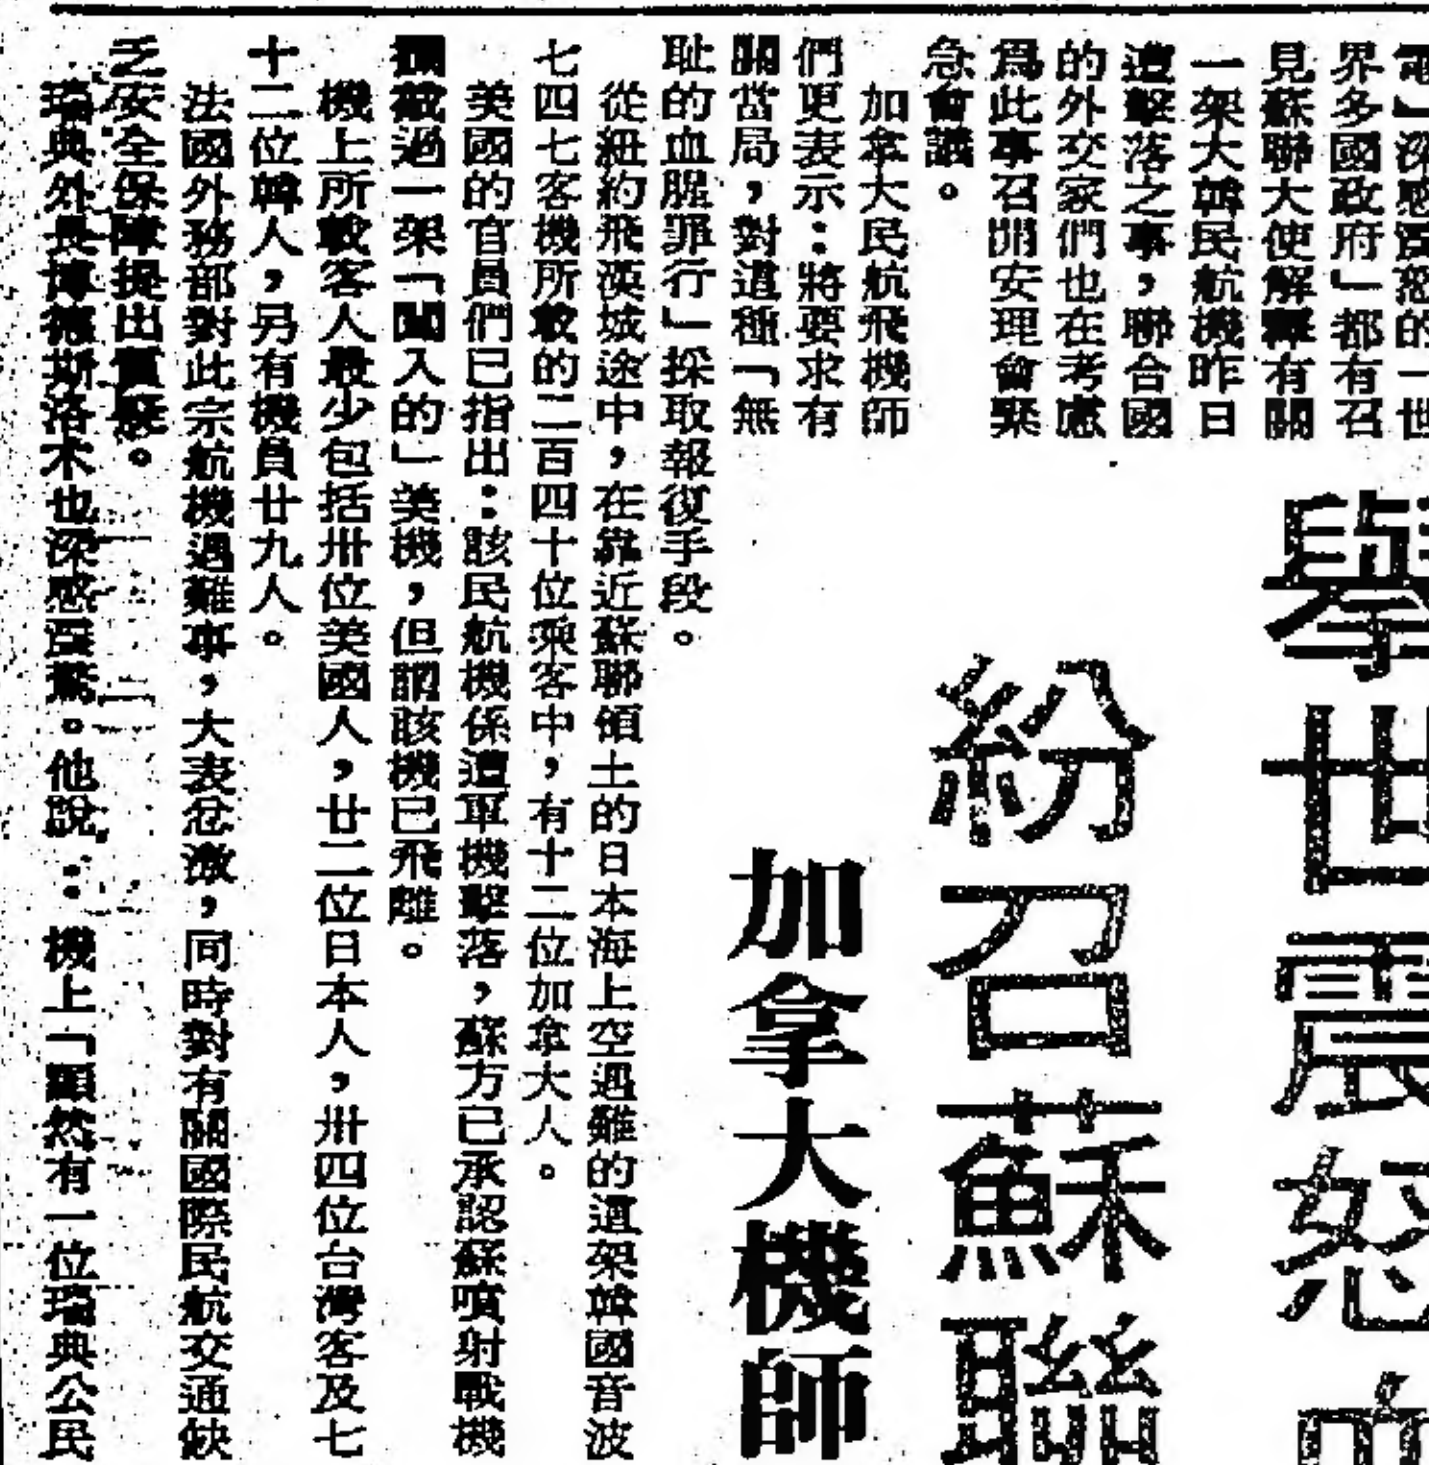 舉世震怒
紛召蘇聯
加拿大機師
電」深感震怒的一世
界多國政府」都有召
見蘇聯大使解釋有關
一架大韓民航機昨日
遭擊落之事，聯合國
的外交家們也在考慮
爲此事召開安理會緊
急會議。
加拿大民航飛機師
們更表示：將要求有
關當局，對這種「無
恥的血腥罪行」採取報復手段。
從紐約飛漢城途中，在靠近蘇聯領土的日本海上空遇難的這架韓國音波
七四七客機所載的二百四十位乘客中，有十二位加拿大人。
美國的官員們已指出：該民航機係遭軍機擊落，蘇方已承認蘇噴射戰機
攔截過一架「闖入的」美機，但謂該機已飛離。
機上所載客人最少包括卅位美國人，廿二位日本人，卅四位台灣客及七
十二位韓人，另有機員廿九人。
法國外務部對此宗航機遇難事，大表忿激，同時對有關國際民航交通缺
乏安全保障提出質疑。
瑞典外長博德斯洛木也深感震驚。他說：機上「顯然有一位瑞典公民